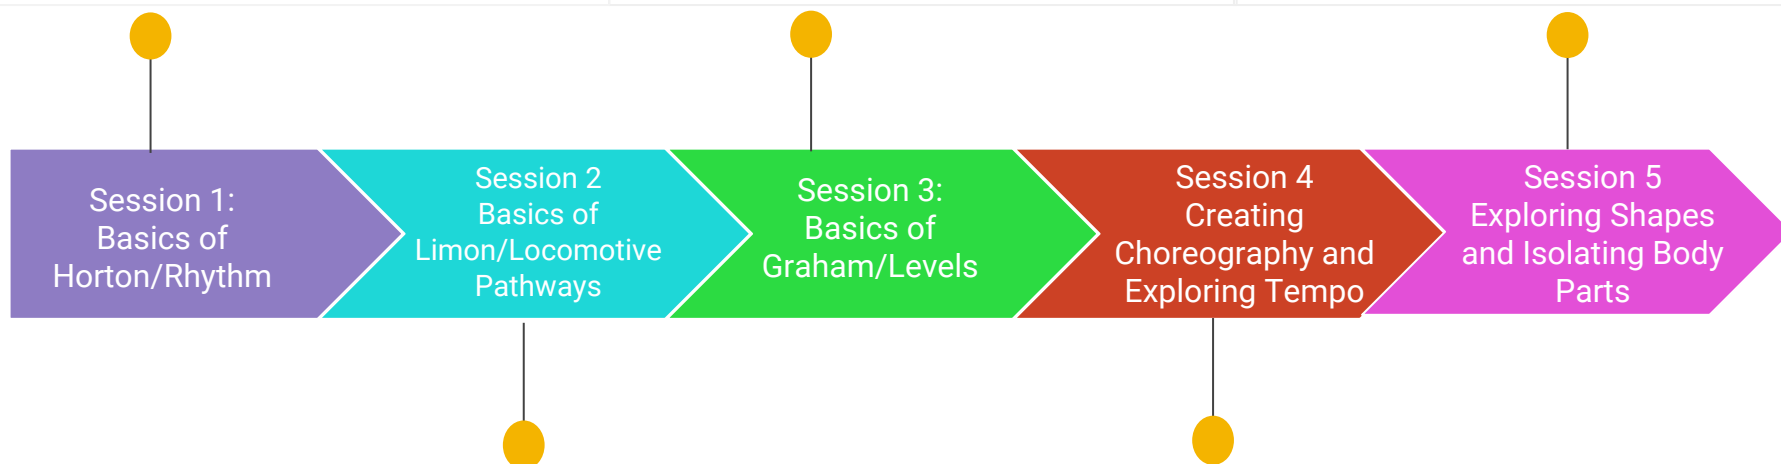 Session 1:
Basics of
Horton/Rhythm
Session 2
Basics of
Limon/Locomotive
Pathways
Session 3:
Basics of
Graham/Levels
Session 4
Creating
Choreography and
Exploring Tempo
Session 5
Exploring Shapes
and Isolating Body
Parts